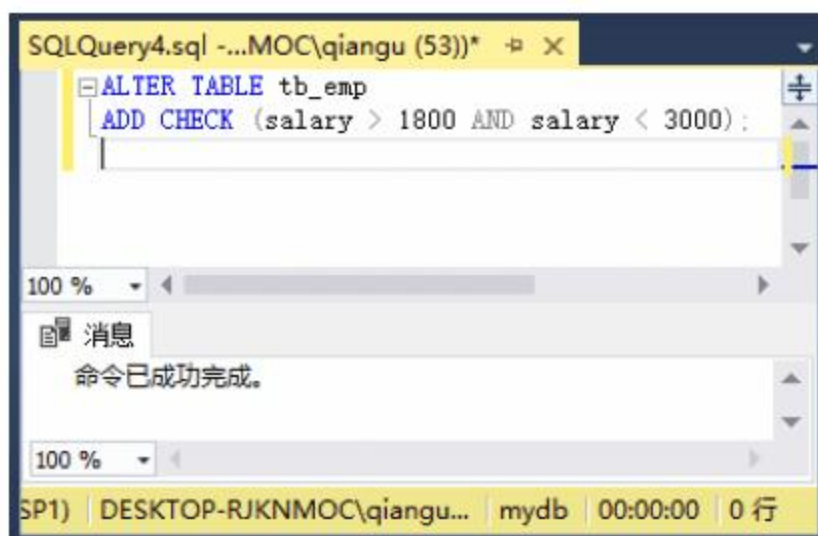 SQLQuery4.sql -...MOC\qiangu (53))*
ALTER TABLE tb_emp
ADD CHECK (salary > 1800 AND salary < 3000);
100 %
消息
命令已成功完成。
100 %
SP1) DESKTOP-RJKNMOC\qiangu... mydb 00:00:00 0 行